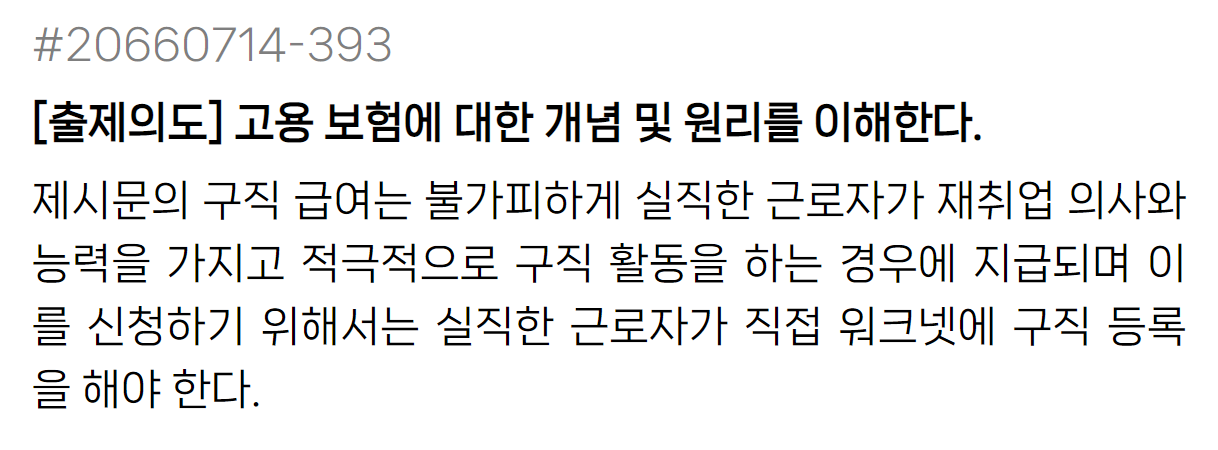 #20660714-393
[출제의도] 고용 보험에 대한 개념 및 원리를 이해한다.
제시문의 구직 급여는 불가피하게 실직한 근로자가 재취업 의사와
능력을 가지고 적극적으로 구직 활동을 하는 경우에 지급되며 이
를 신청하기 위해서는 실직한 근로자가 직접 워크넷에 구직 등록
을 해야 한다.